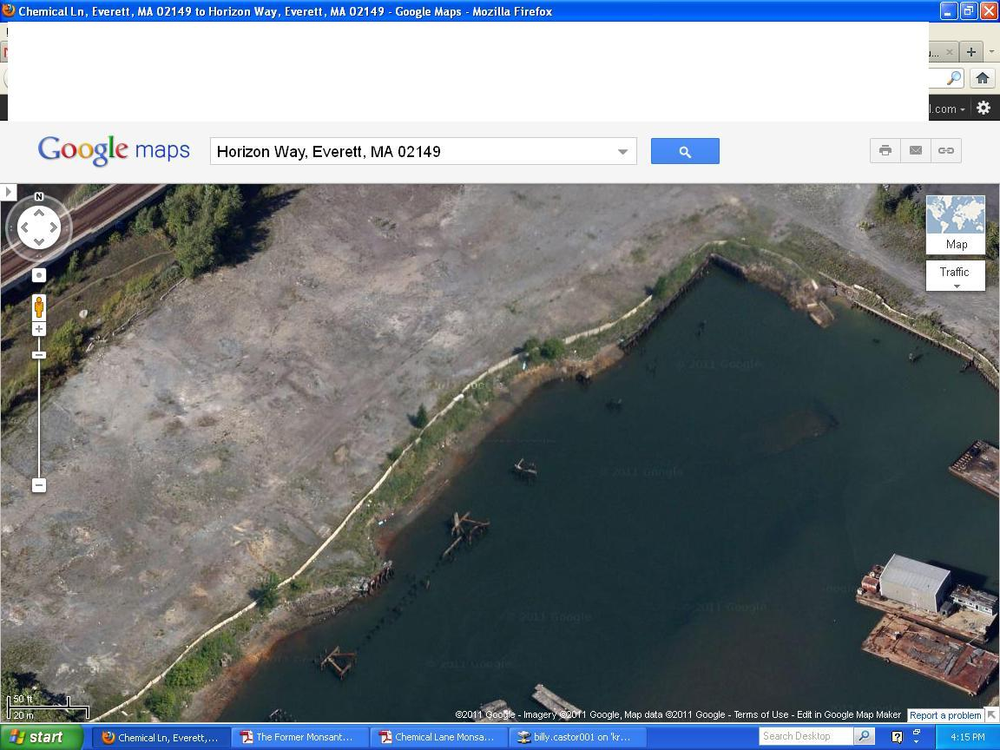 Chemical Ln, Everett, MA 02149 to Horizon Way, Everett, MA 02149 - Google Maps - Mozilla Firefox
l.com
Google maps
Horizon Way, Everett, MA 02149
N
Map
Traffic
© 2011 Google
© 2011 Google
© 2011 Google
© 2011 Google
© 2011 Google
50 ft
20 m
©2011 Google - Imagery ©2011 Google, Map data ©2011 Google - Terms of Use - Edit in Google Map Maker
Report a problem
start
Chemical Ln, Everett,...
The Former Monsant...
Chemical Lane Monsa...
billy.castor001 on 'kr...
Search Desktop
4:15 PM